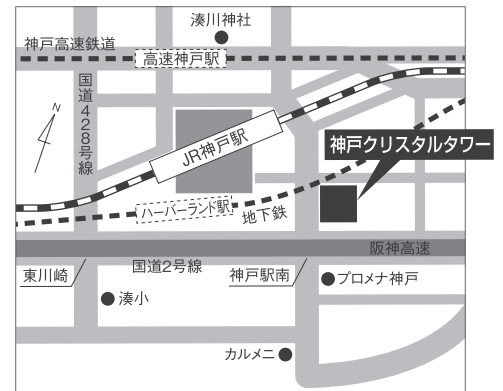 湊川神社
神戸高速鉄道
高速神戸駅
国道428号線
N
JR神戸駅
神戸クリスタルタワー
ハーバーランド駅
地下鉄
阪神高速
東川崎
国道2号線
神戸駅南
プロメナ神戸
湊小
カルメニ